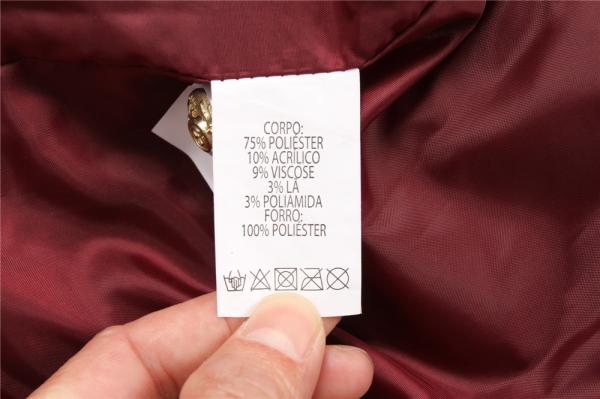 CORPO:
75% POLIÉSTER
10% ACRÍLICO
9% VISCOSE
3% LÃ
3% POLIAMIDA
FORRO:
100% POLIÉSTER